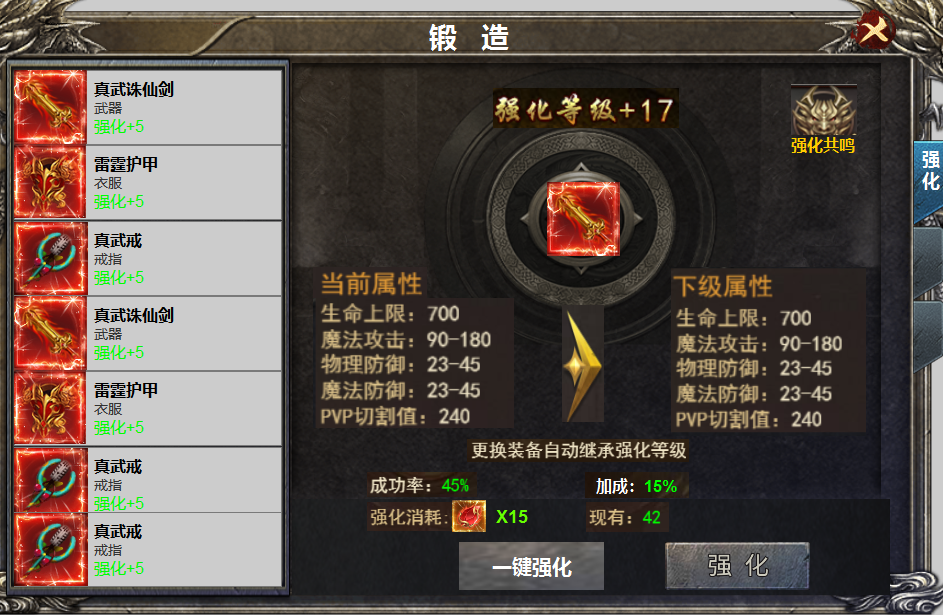 锻 造
真武诛仙剑
武器
强化+5
雷霆护甲
衣服
强化+5
真武戒
戒指
强化+5
真武诛仙剑
武器
强化+5
雷霆护甲
衣服
强化+5
真武戒
戒指
强化+5
真武戒
戒指
强化+5
强化等级+17
强化共鸣
强化
当前属性
生命上限：700
魔法攻击：90-180
物理防御：23-45
魔法防御：23-45
PVP切割值：240
下级属性
生命上限：700
魔法攻击：90-180
物理防御：23-45
魔法防御：23-45
PVP切割值：240
更换装备自动继承强化等级
成功率：45%
加成：15%
强化消耗: X15
现有：42
一键强化
强 化